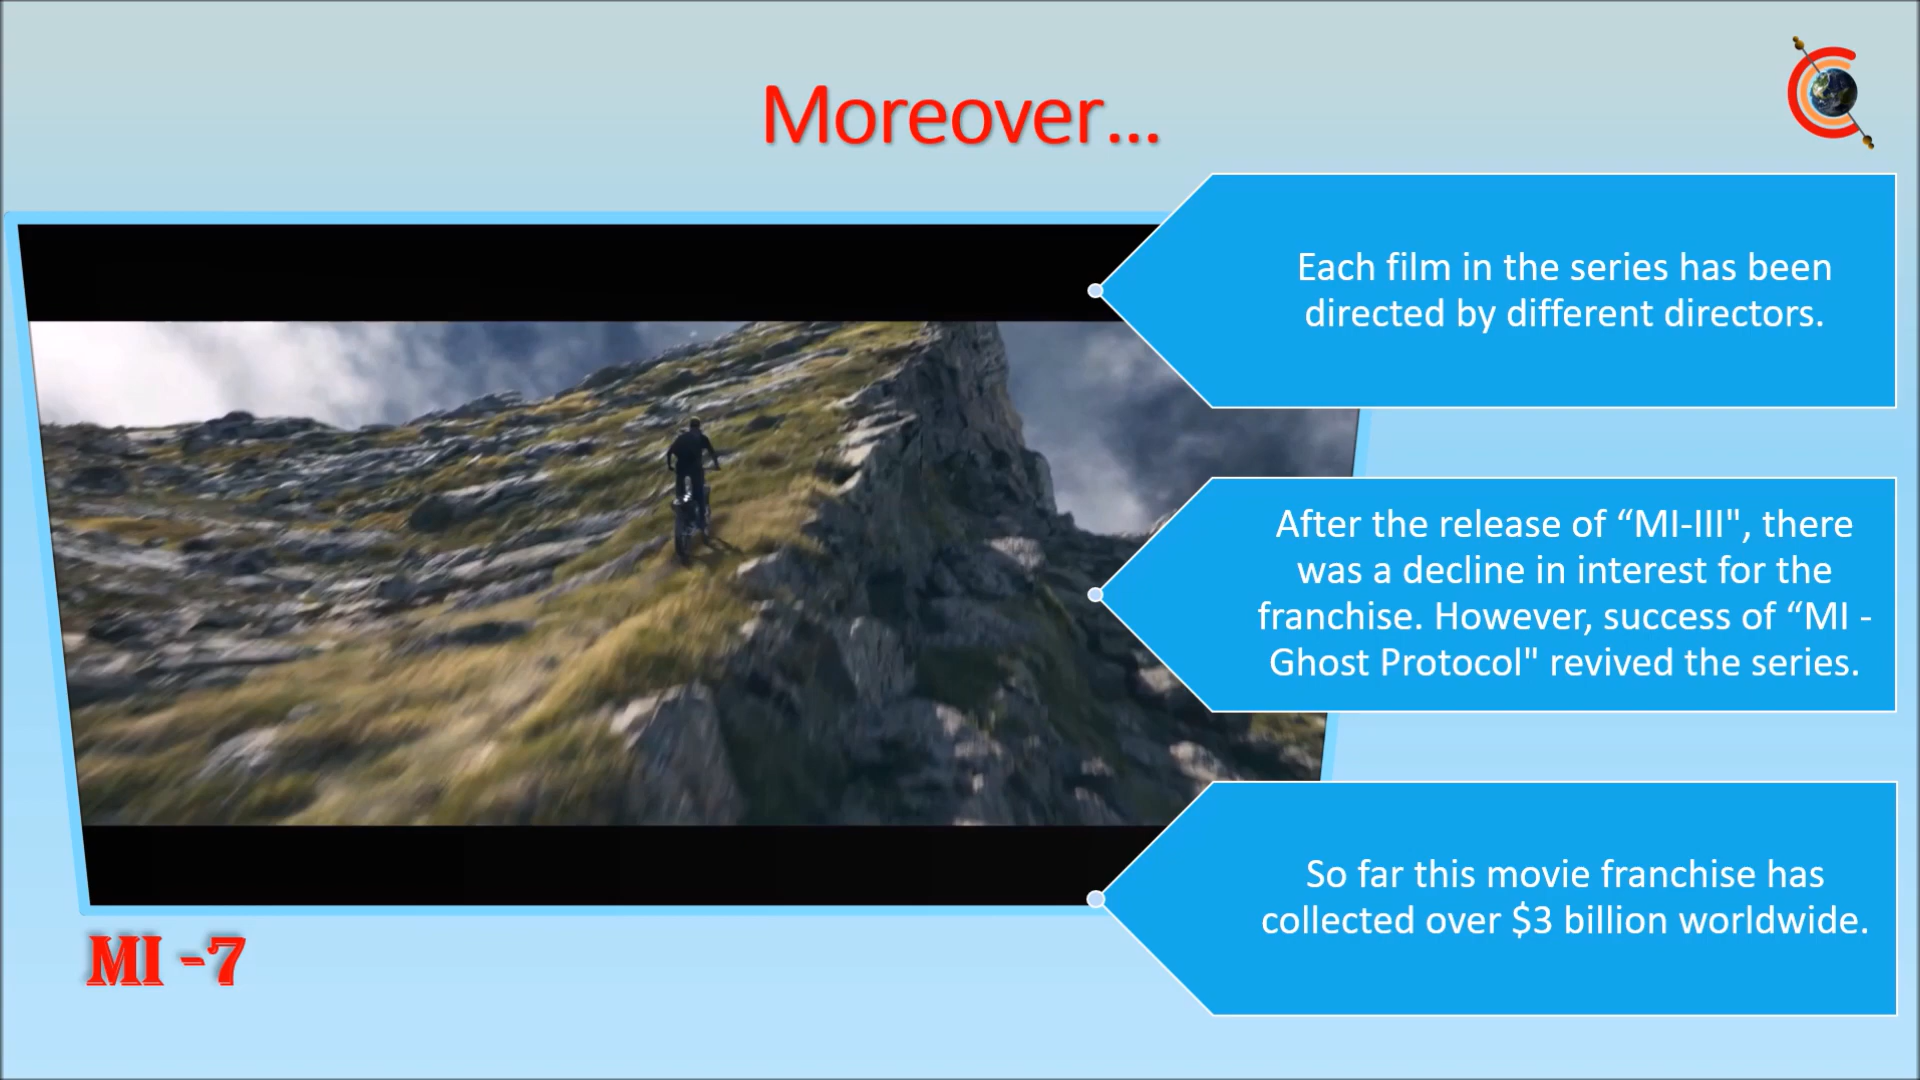 Moreover...
Each film in the series has been
directed by different directors.
After the release of “MI-III", there
was a decline in interest for the
franchise. However, success of “MI -
Ghost Protocol" revived the series.
So far this movie franchise has
collected over $3 billion worldwide.
MI -7